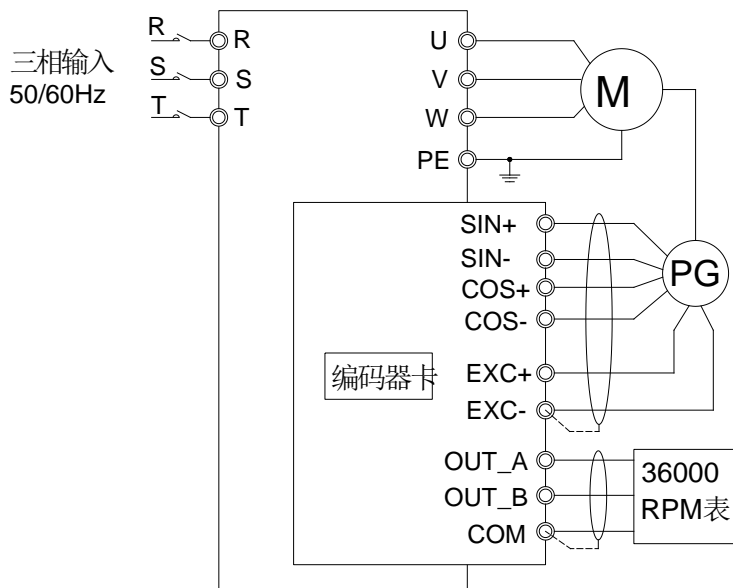 三相输入
50/60Hz
R
S
T
R
S
T
U
V
W
PE
M
SIN+
SIN-
COS+
COS-
EXC+
EXC-
OUT_A
OUT_B
COM
编码器卡
PG
36000
RPM表